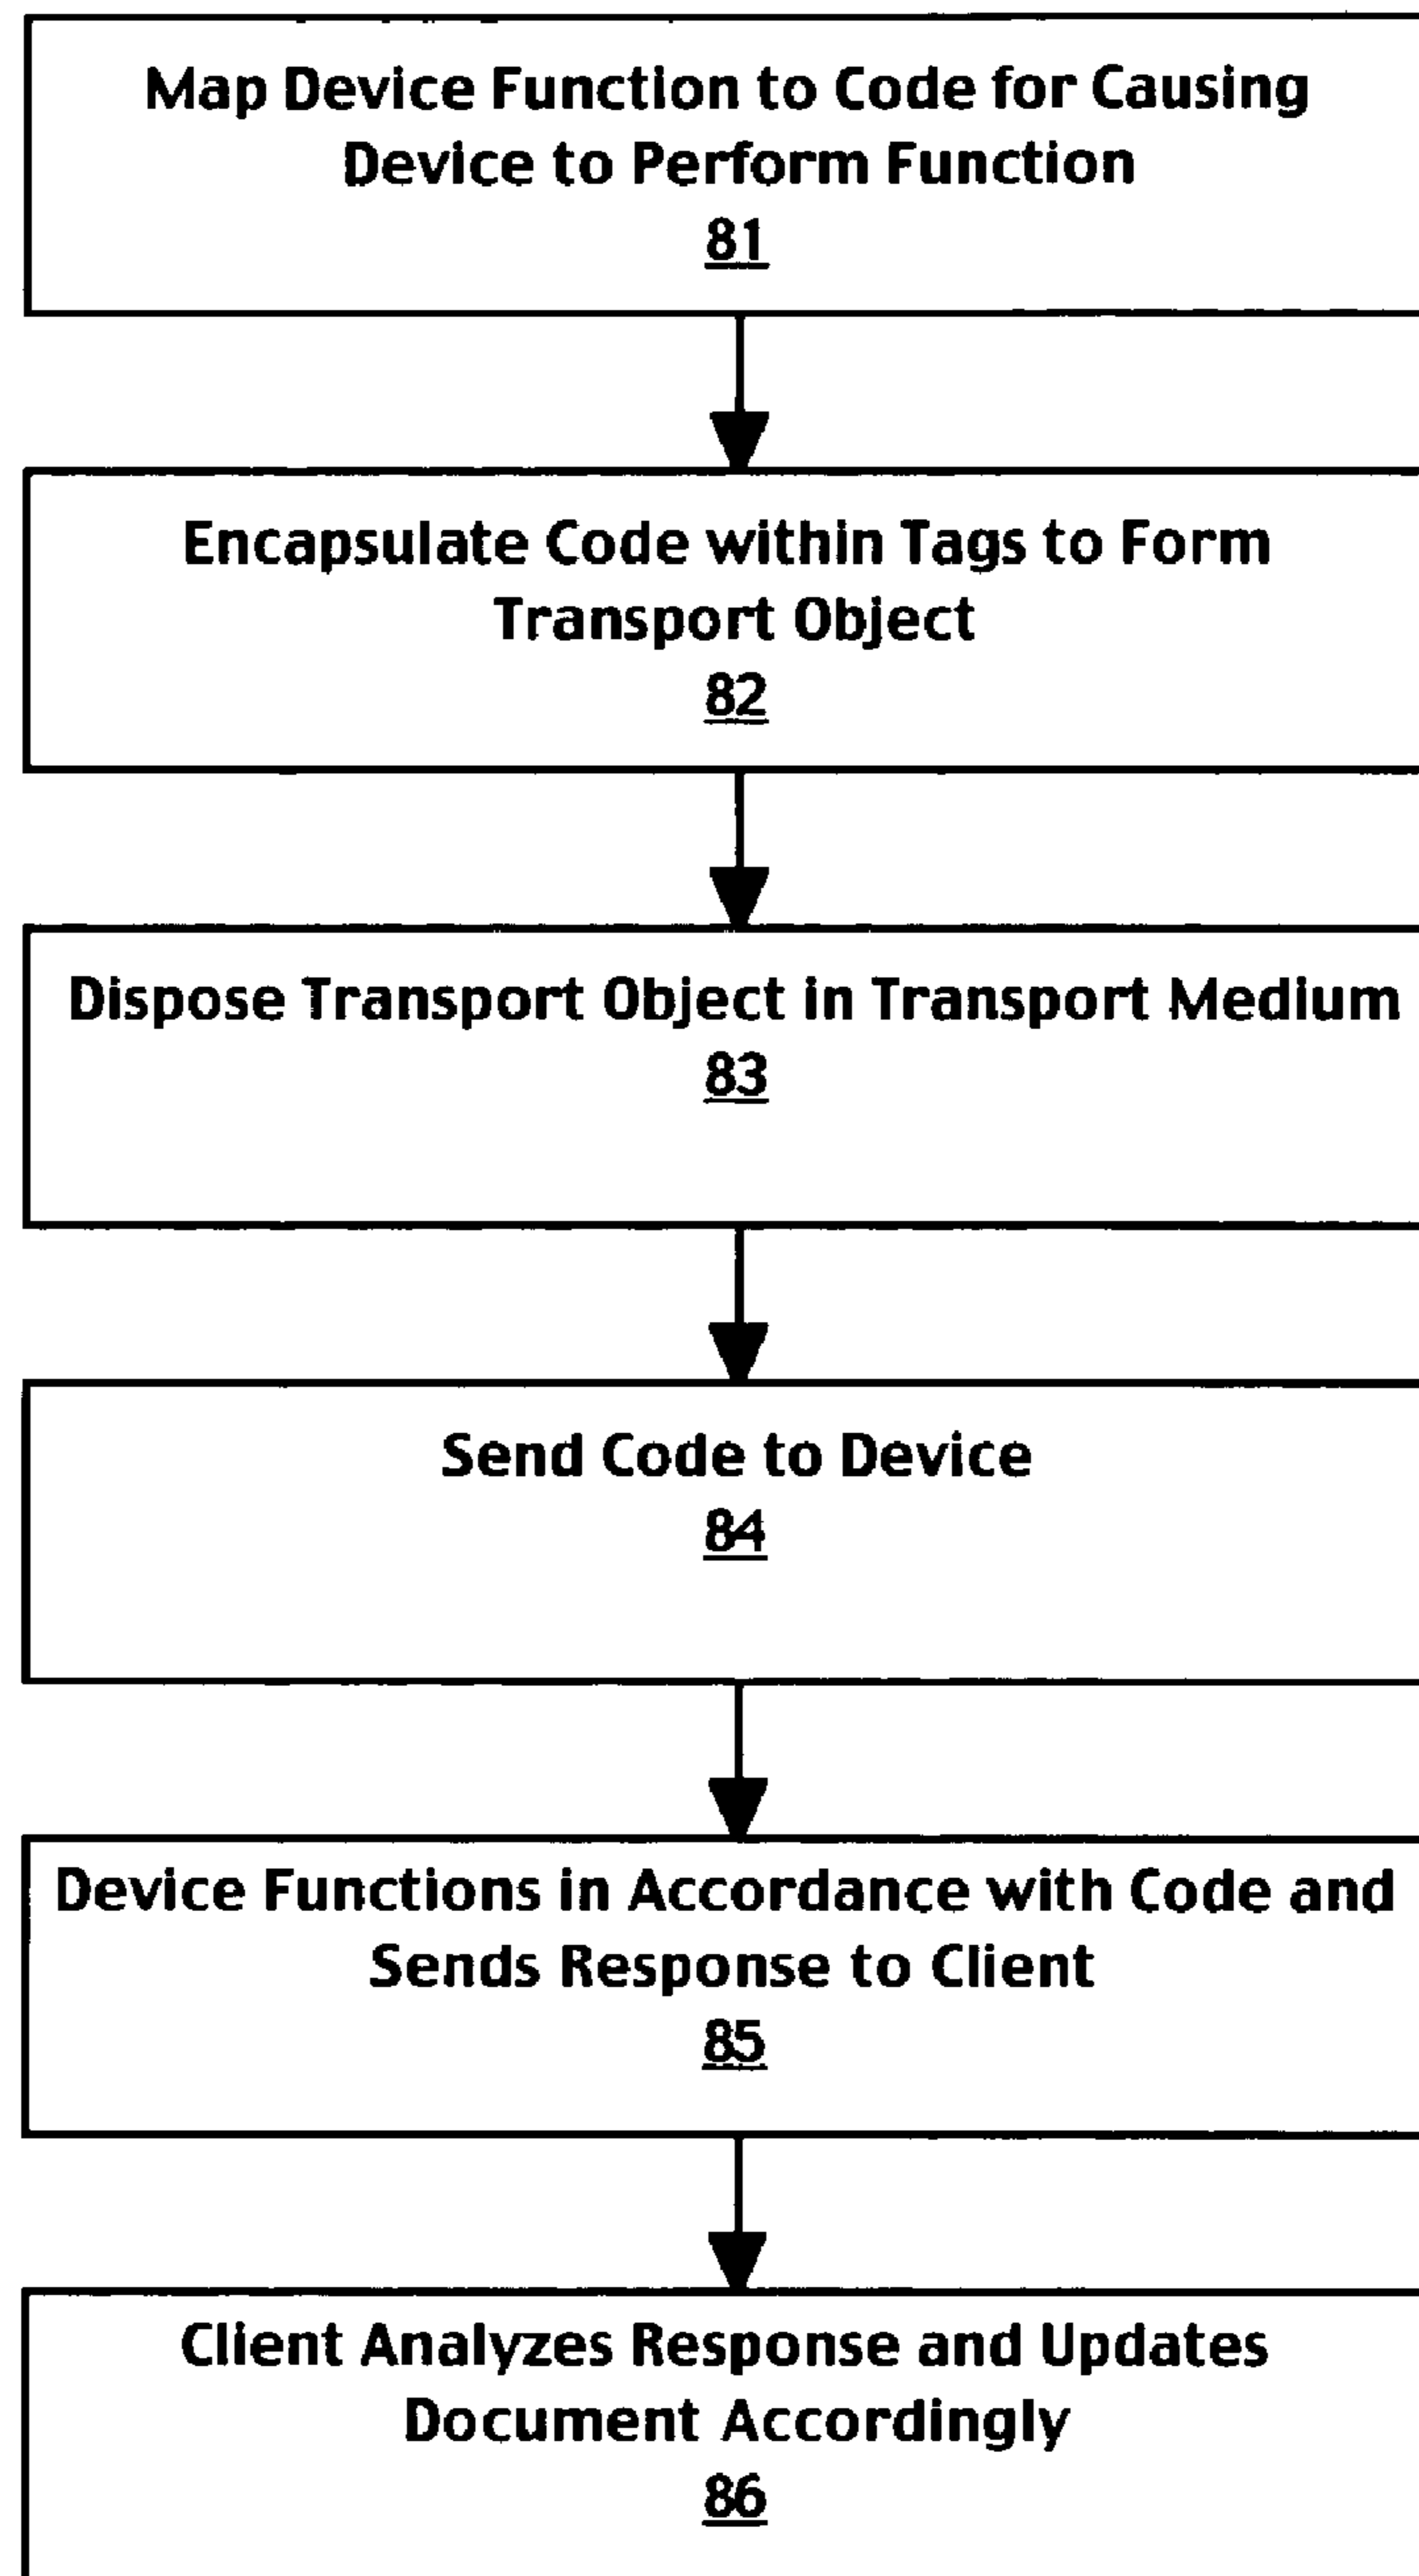 Map Device Function to Code for Causing
Device to Perform Function
81
Encapsulate Code within Tags to Form
Transport Object
82
Dispose Transport Object in Transport Medium
83
Send Code to Device
84
Device Functions in Accordance with Code and
Sends Response to Client
85
Client Analyzes Response and Updates
Document Accordingly
86